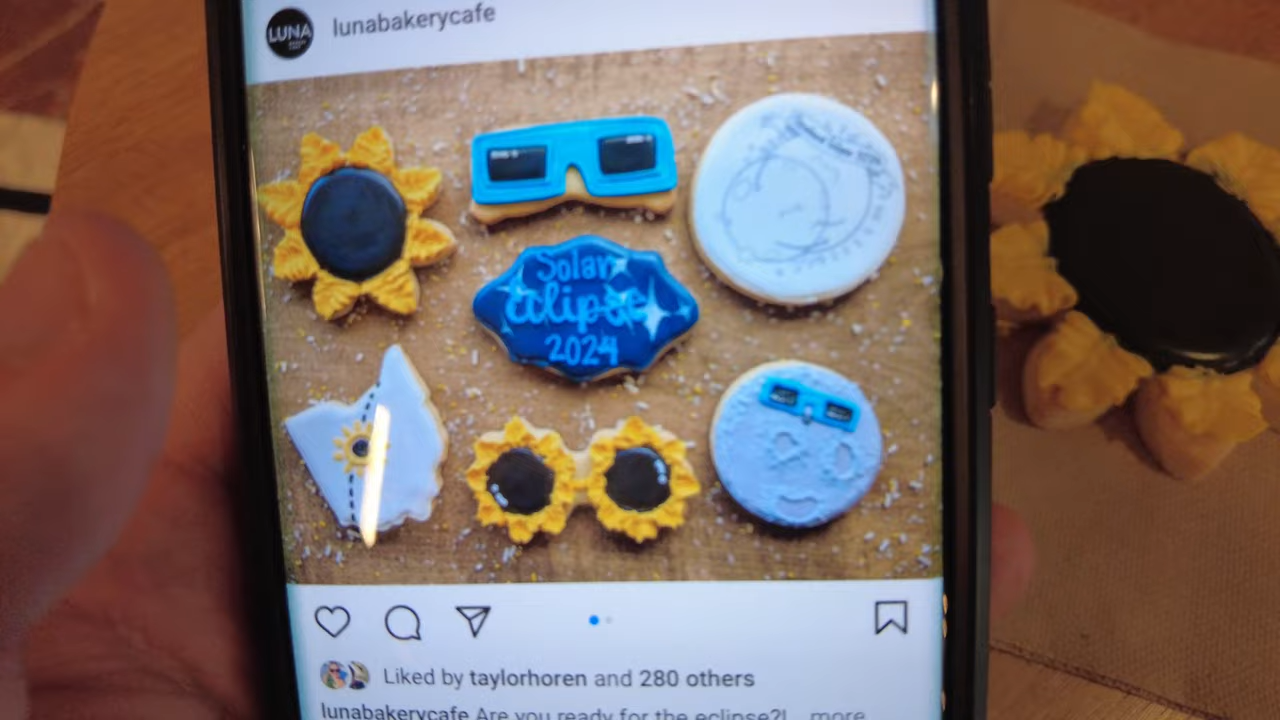 LUNA
lunabakerycafe
Solar
Eclipse
2024
Liked by taylorhoren and 280 others
lunabakerycafe Are you ready for the eclipse?! ... more